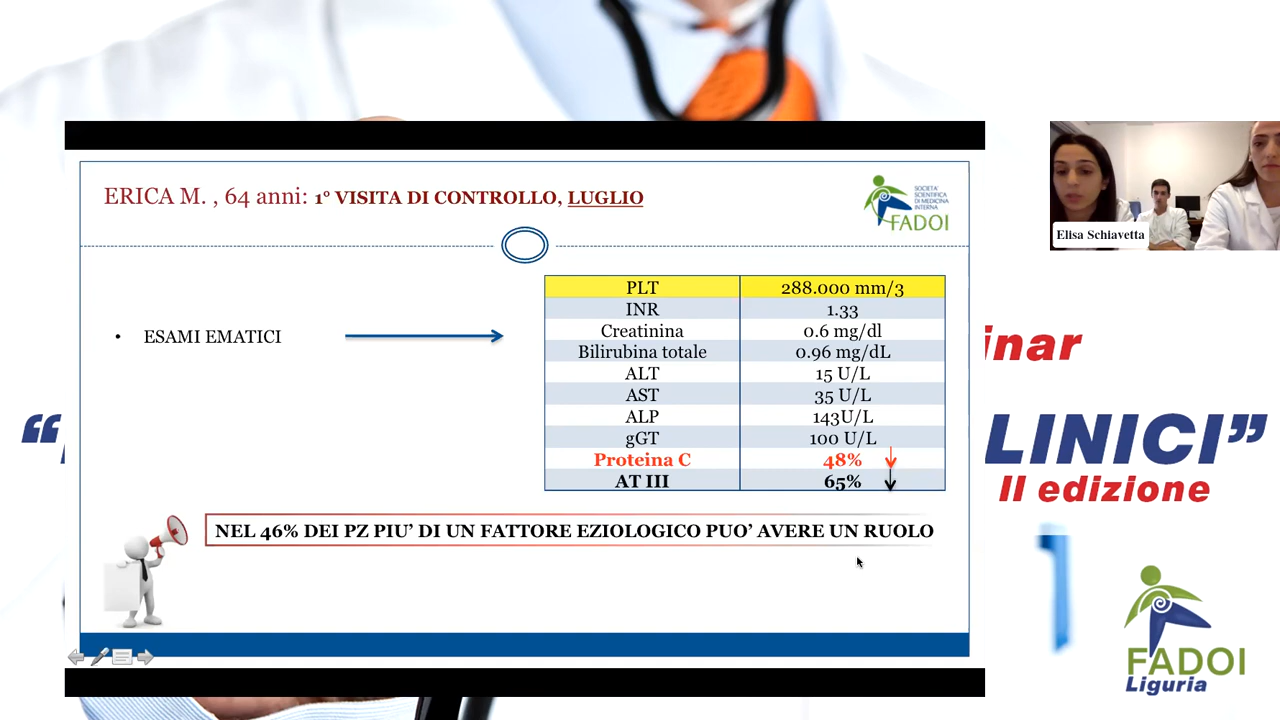 ERICA M. , 64 anni: 1° VISITA DI CONTROLLO, LUGLIO
SOCIETA'
SCIENTIFICA
DI MEDICINA
INTERNA
FADOI
• ESAMI EMATICI
PLT 288.000 mm/3
INR 1.33
Creatinina 0.6 mg/dl
Bilirubina totale 0.96 mg/dL
ALT 15 U/L
AST 35 U/L
ALP 143U/L
gGT 100 U/L
Proteina C 48%
AT III 65%
NEL 46% DEI PZ PIU' DI UN FATTORE EZIOLOGICO PUO' AVERE UN RUOLO
Elisa Schiavetta
inar
“
LINICI”
II edizione
FADOI
Liguria